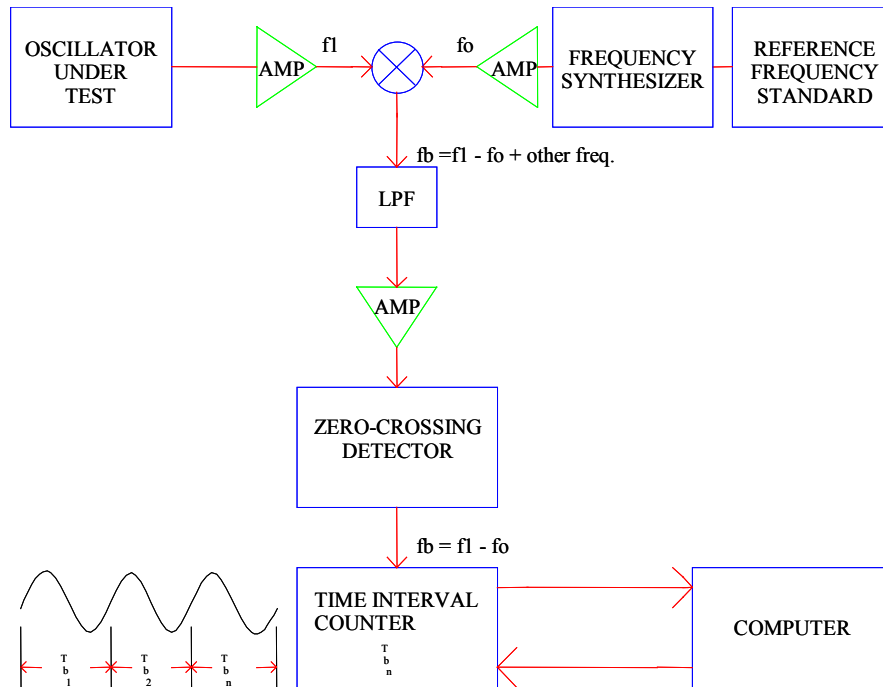 OSCILLATOR
UNDER
TEST
AMP
f1
fo
AMP
FREQUENCY
SYNTHESIZER
REFERENCE
FREQUENCY
STANDARD
fb =f1 - fo + other freq.
LPF
AMP
ZERO-CROSSING
DETECTOR
fb = f1 - fo
TIME INTERVAL
COUNTER
T
b
n
COMPUTER
T
b
1
T
b
2
T
b
n